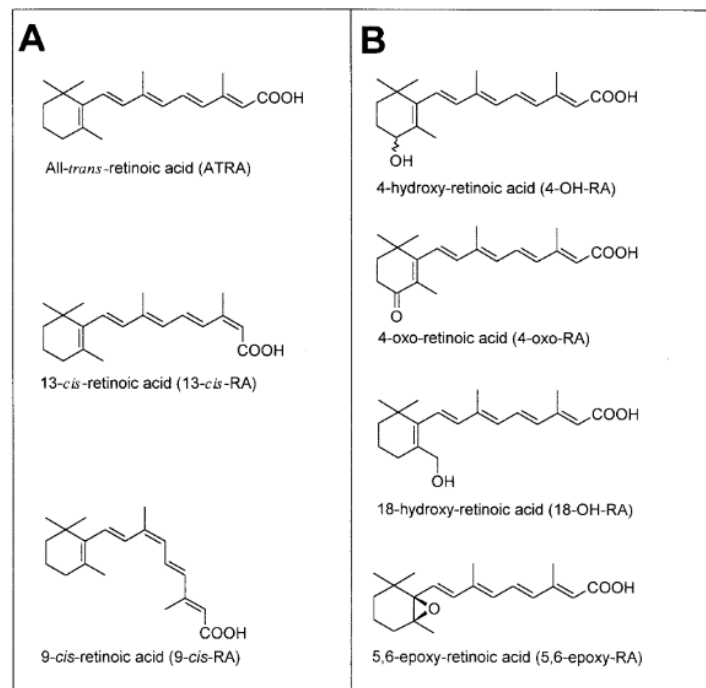 A
COOH
All-trans-retinoic acid (ATRA)
COOH
13-cis-retinoic acid (13-cis-RA)
COOH
9-cis-retinoic acid (9-cis-RA)
B
COOH
OH
4-hydroxy-retinoic acid (4-OH-RA)
COOH
O
4-oxo-retinoic acid (4-oxo-RA)
COOH
OH
18-hydroxy-retinoic acid (18-OH-RA)
COOH
O
5,6-epoxy-retinoic acid (5,6-epoxy-RA)